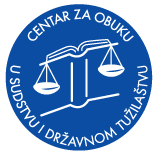 CENTAR ZA OBUKU
U SUDSTVU I DRŽAVNOM TUŽILAŠTVU